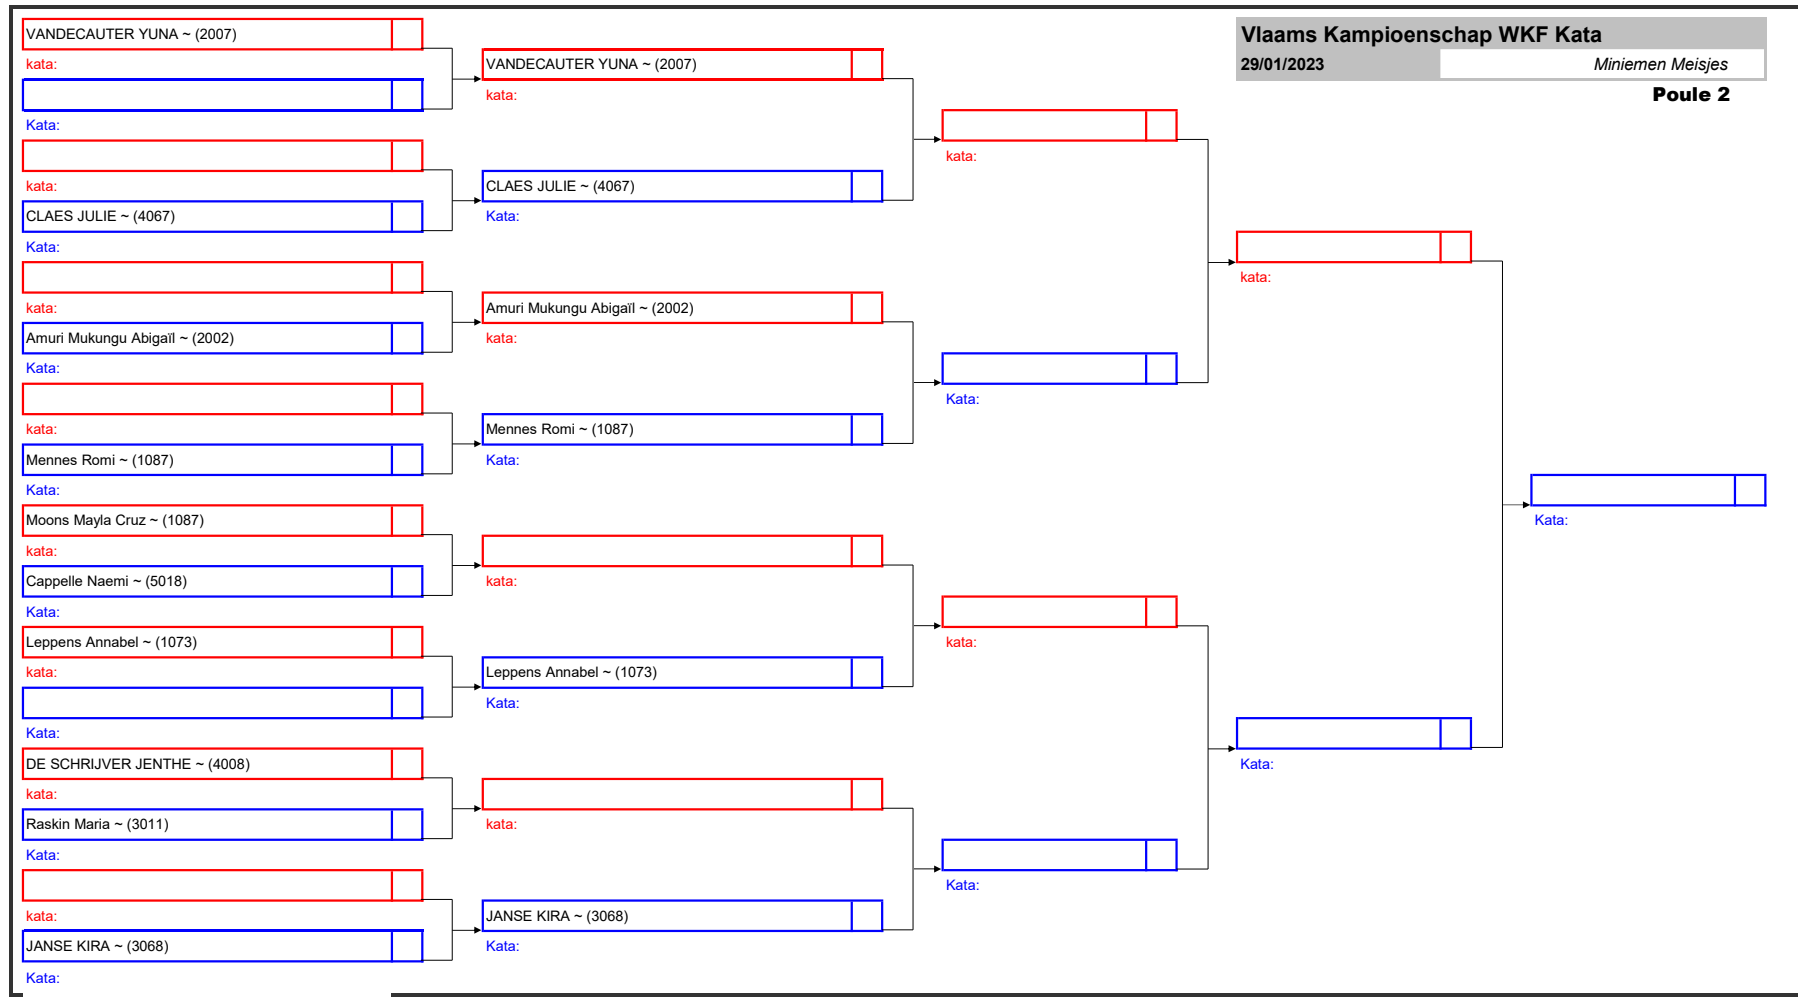 VANDECAUTER YUNA ~ (2007)
kata:
Kata:
kata:
CLAES JULIE ~ (4067)
Kata:
kata:
Amuri Mukungu Abigaïl ~ (2002)
Kata:
kata:
Mennes Romi ~ (1087)
Kata:
Moons Mayla Cruz ~ (1087)
kata:
Cappelle Naemi ~ (5018)
Kata:
Leppens Annabel ~ (1073)
kata:
Kata:
DE SCHRIJVER JENTHE ~ (4008)
kata:
Raskin Maria ~ (3011)
Kata:
kata:
JANSE KIRA ~ (3068)
Kata:
VANDECAUTER YUNA ~ (2007)
kata:
CLAES JULIE ~ (4067)
Kata:
Amuri Mukungu Abigaïl ~ (2002)
kata:
Mennes Romi ~ (1087)
Kata:
kata:
Leppens Annabel ~ (1073)
Kata:
kata:
JANSE KIRA ~ (3068)
Kata:
kata:
Kata:
kata:
Kata:
kata:
Kata:
Kata:
Vlaams Kampioenschap WKF Kata
29/01/2023 Miniemen Meisjes
Poule 2